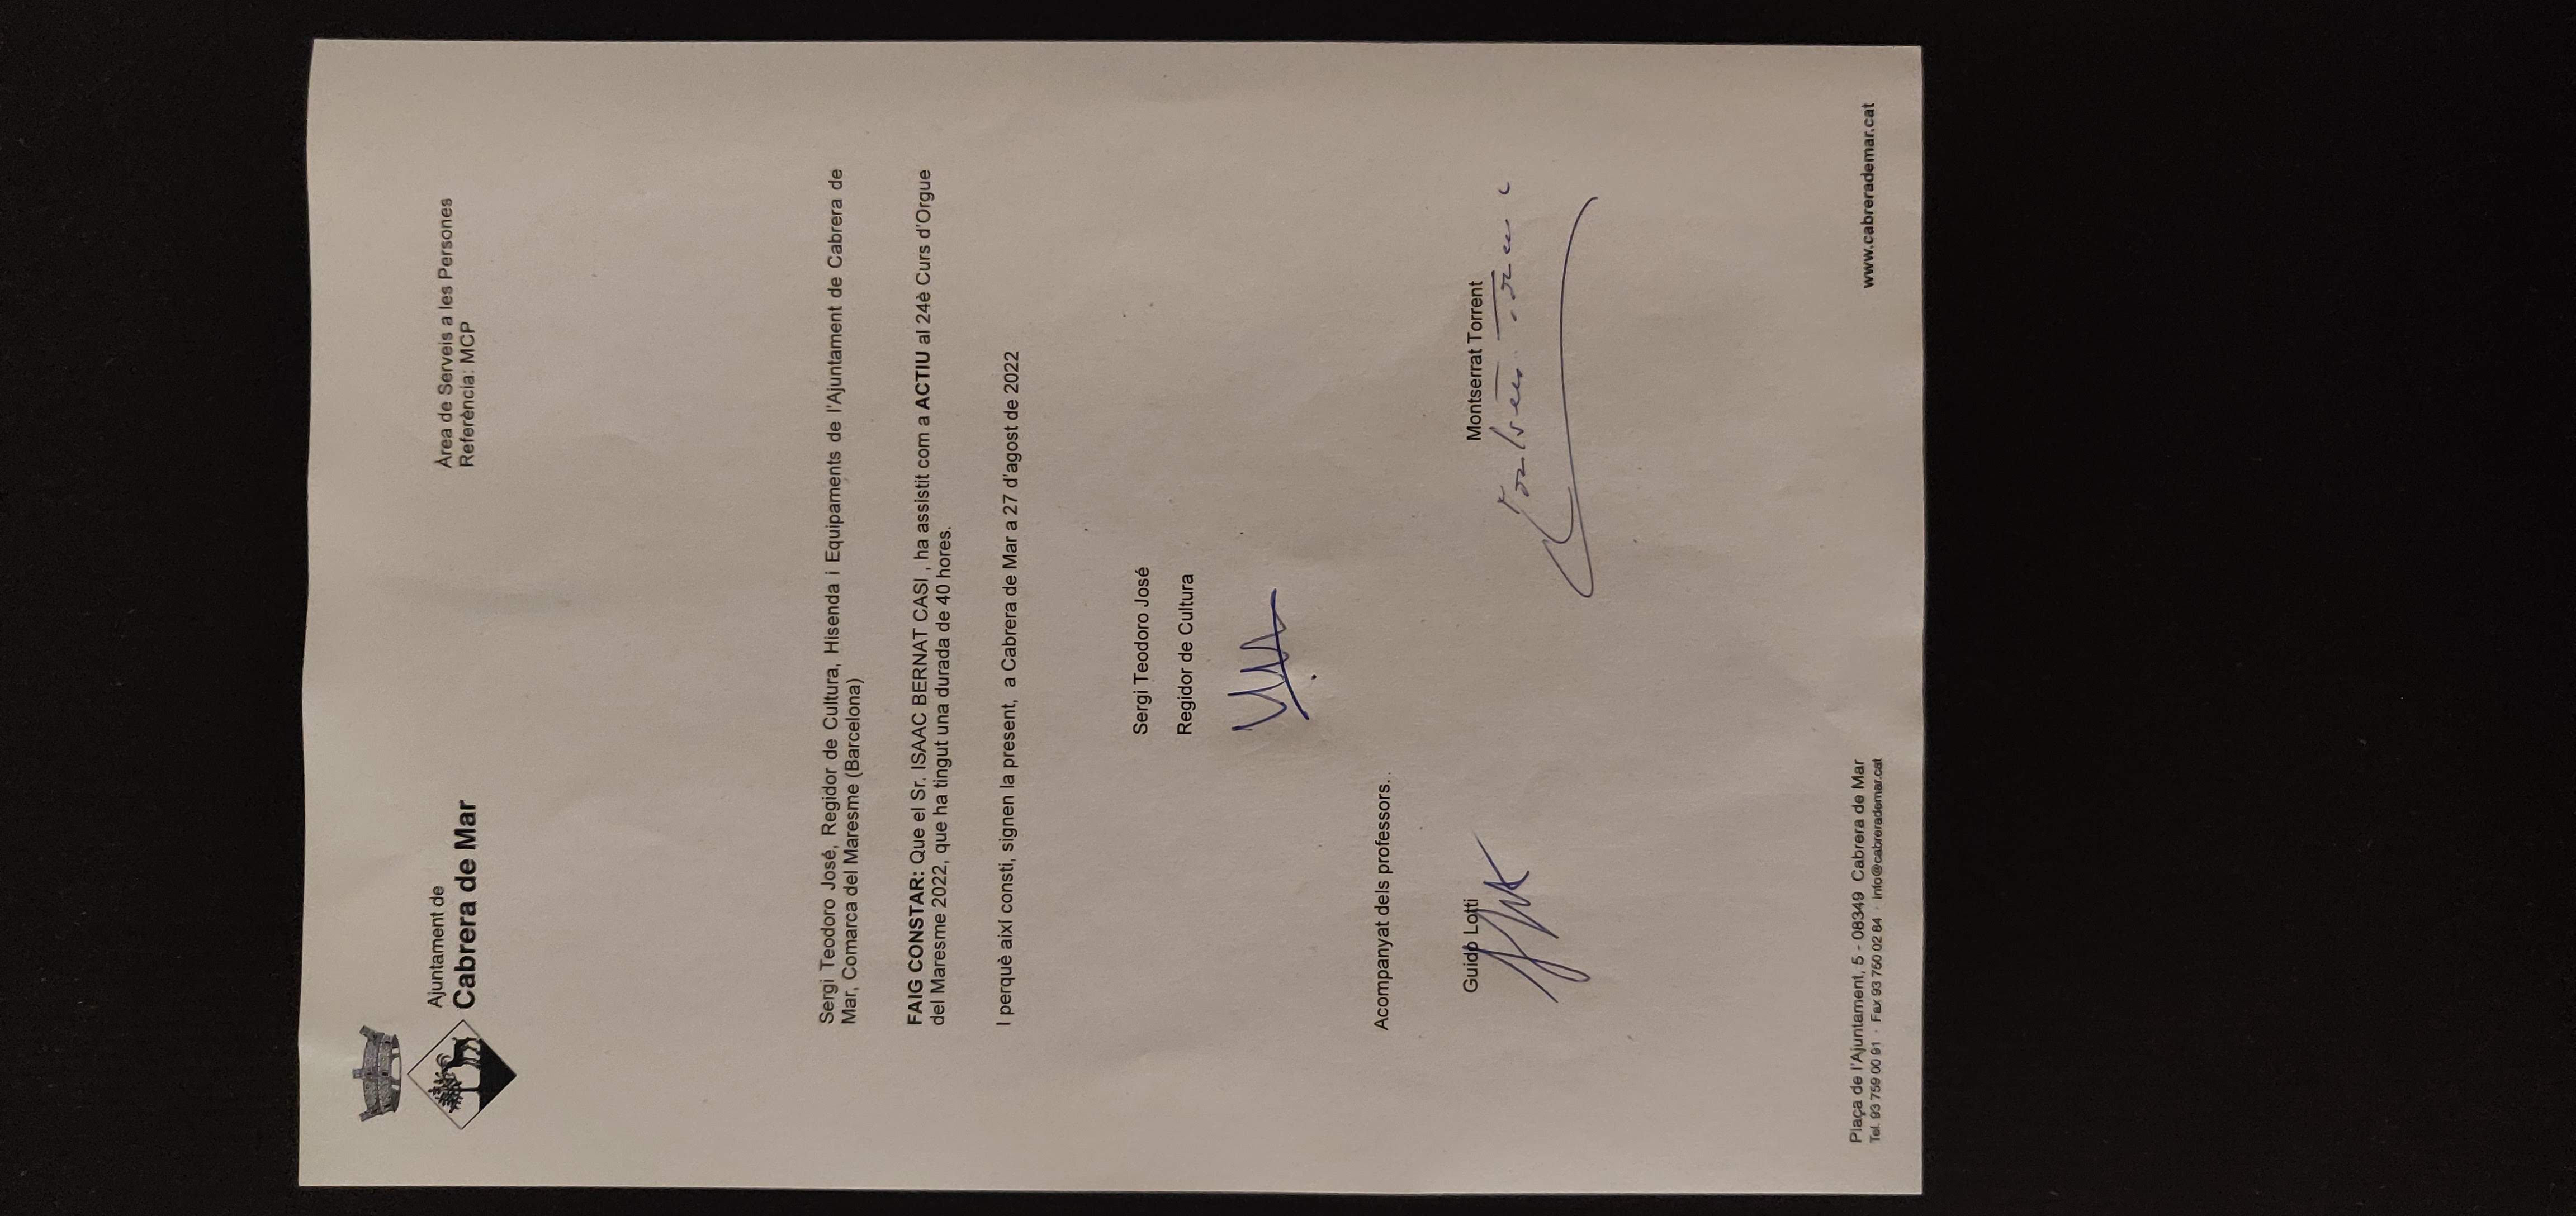 Ajuntament de
Cabrera de Mar
Àrea de Serveis a les Persones
Referència: MCP
Sergi Teodoro José, Regidor de Cultura, Hisenda i Equipaments de l'Ajuntament de Cabrera de
Mar, Comarca del Maresme (Barcelona)
FAIG CONSTAR: Que el Sr. ISAAC BERNAT CASI , ha assistit com a ACTIU al 24è Curs d'Orgue
del Maresme 2022, que ha tingut una durada de 40 hores.
I perquè així consti, signen la present, a Cabrera de Mar a 27 d'agost de 2022
Sergi Teodoro José
Regidor de Cultura
Acompanyat dels professors. .
Guido Lotti
Montserrat Torrent
Plaça de l'Ajuntament, 5 - 08349 Cabrera de Mar
Tel. 93 759 00 91 · Fax 93 750 02 84 · info@cabrerademar.cat
www.cabrerademar.cat